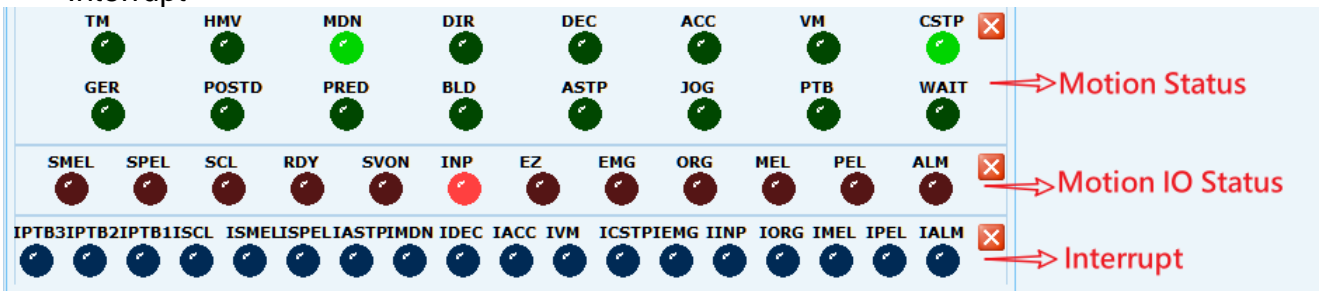 Interrupt
TM HMV MDN DIR DEC ACC VM CSTP
GER POSTD PRED BLD ASTP JOG PTB WAIT
Motion Status
SMEL SPEL SCL RDY SVON INP EZ EMG ORG MEL PEL ALM
Motion IO Status
IPTB3IPTB2IPTB1ISCL ISMELISPELIASTPIMDN IDEC IACC IVM ICSTPIEMG IINP IORG IMEL IPEL IALM
Interrupt